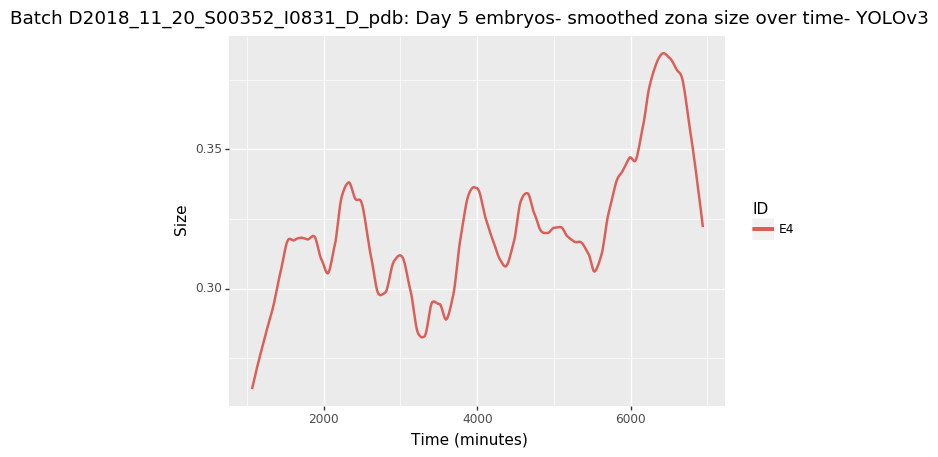 Batch D2018_11_20_S00352_I0831_D_pdb: Day 5 embryos- smoothed zona size over time- YOLOv3
0.35
0.30
Size
2000
4000
6000
Time (minutes)
ID
E4